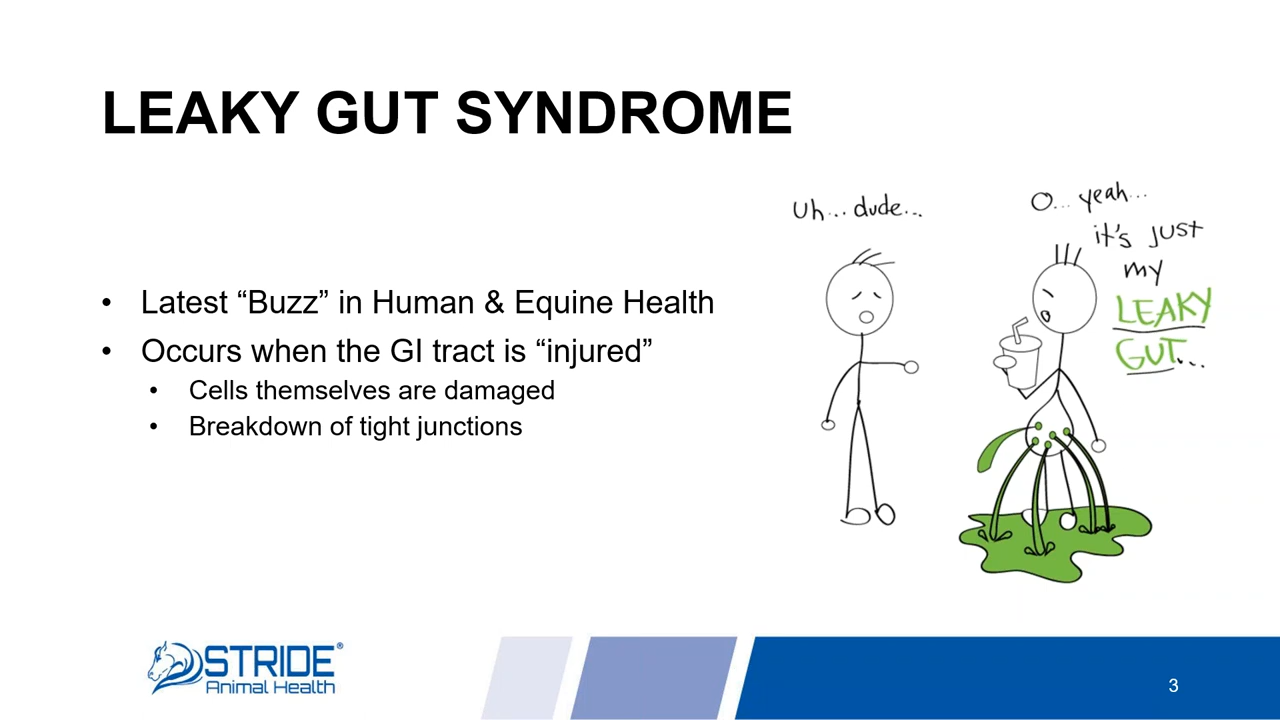 LEAKY GUT SYNDROME
Uh... dude...
O... yeah...
it's just
my
LEAKY
GUT...
• Latest “Buzz” in Human & Equine Health
• Occurs when the GI tract is “injured”
• Cells themselves are damaged
• Breakdown of tight junctions
STRIDE®
Animal Health
3